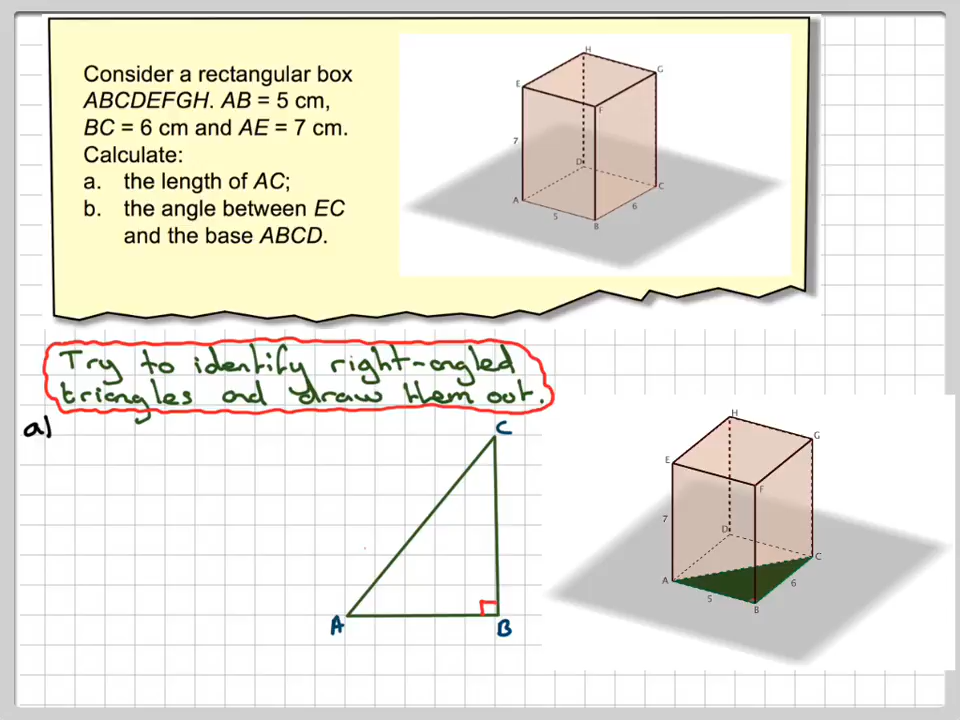 Consider a rectangular box
ABCDEFGH. AB = 5 cm,
BC = 6 cm and AE = 7 cm.
Calculate:
a. the length of AC;
b. the angle between EC
and the base ABCD.
H
G
E
F
7
D
C
A
6
5
B
Try to identify right-angled
triangles and draw them out.
a)
C
A
B
H
G
E
F
7
D
C
A
6
5
B